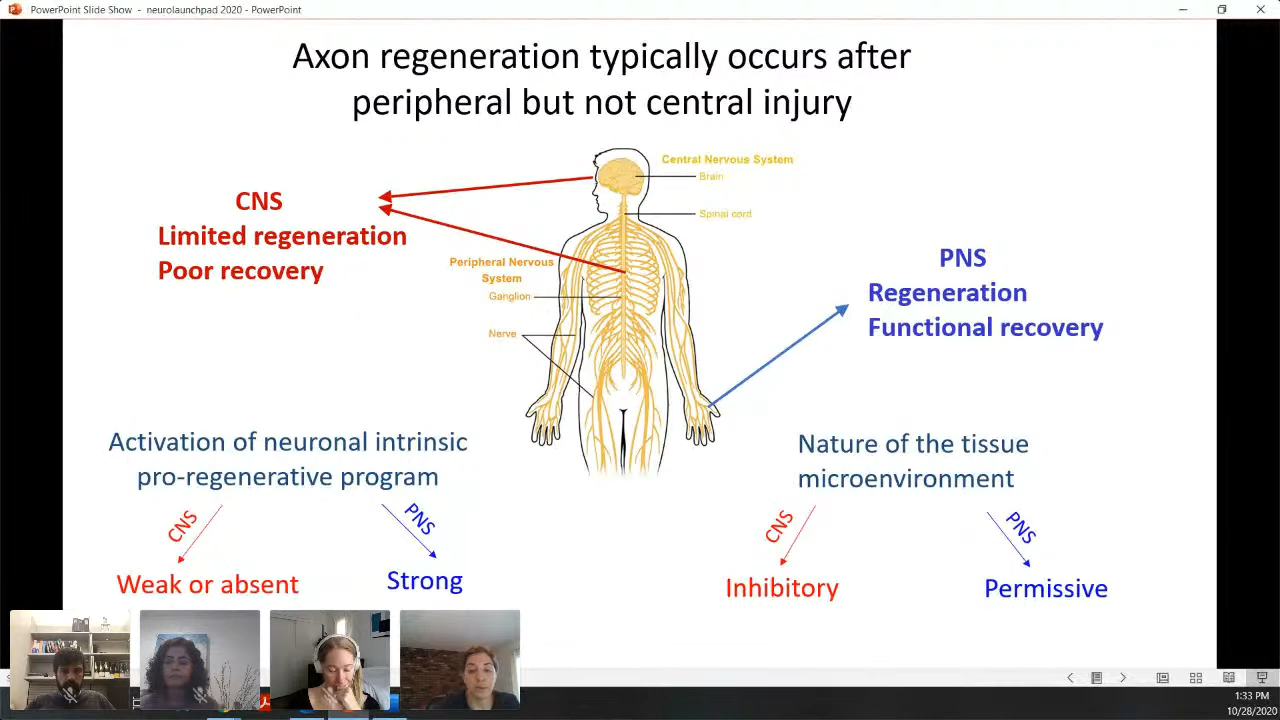 PowerPoint Slide Show - neurolaunchpad 2020 - PowerPoint
Axon regeneration typically occurs after
peripheral but not central injury
Central Nervous System
Brain
Spinal cord
CNS
Limited regeneration
Poor recovery
Peripheral Nervous
System
Ganglion
Nerve
PNS
Regeneration
Functional recovery
Activation of neuronal intrinsic
pro-regenerative program
CNS
PNS
Weak or absent
Strong
Nature of the tissue
microenvironment
CNS
PNS
Inhibitory
Permissive
1:33 PM
10/28/2020